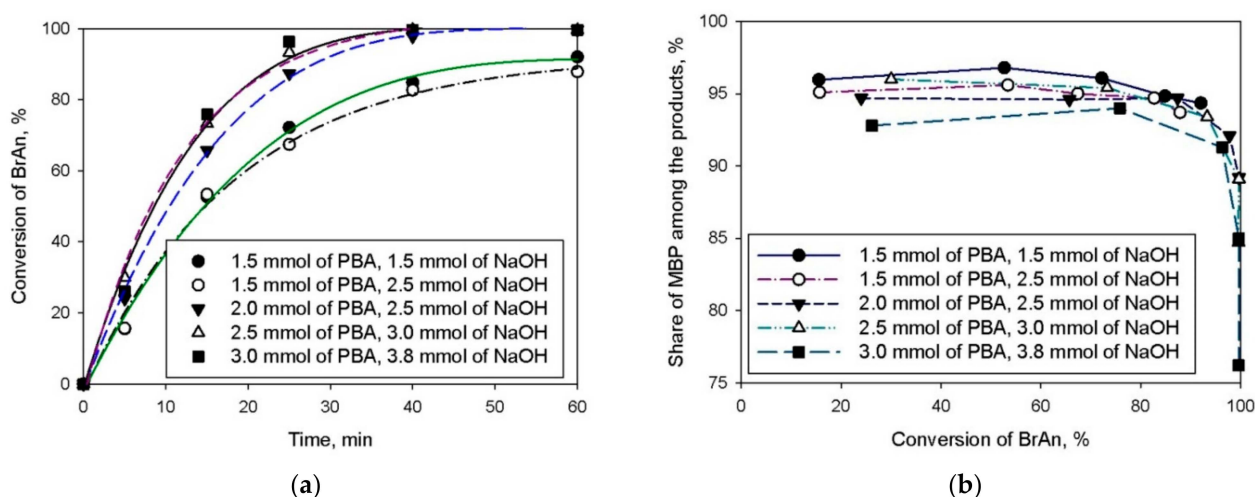 100
80
60
40
20
0
Conversion of BrAn, %
1.5 mmol of PBA, 1.5 mmol of NaOH
1.5 mmol of PBA, 2.5 mmol of NaOH
2.0 mmol of PBA, 2.5 mmol of NaOH
2.5 mmol of PBA, 3.0 mmol of NaOH
3.0 mmol of PBA, 3.8 mmol of NaOH
0 10 20 30 40 50 60
Time, min
(a)
100
95
90
85
80
75
Share of MBP among the products, %
1.5 mmol of PBA, 1.5 mmol of NaOH
1.5 mmol of PBA, 2.5 mmol of NaOH
2.0 mmol of PBA, 2.5 mmol of NaOH
2.5 mmol of PBA, 3.0 mmol of NaOH
3.0 mmol of PBA, 3.8 mmol of NaOH
0 20 40 60 80 100
Conversion of BrAn, %
(b)